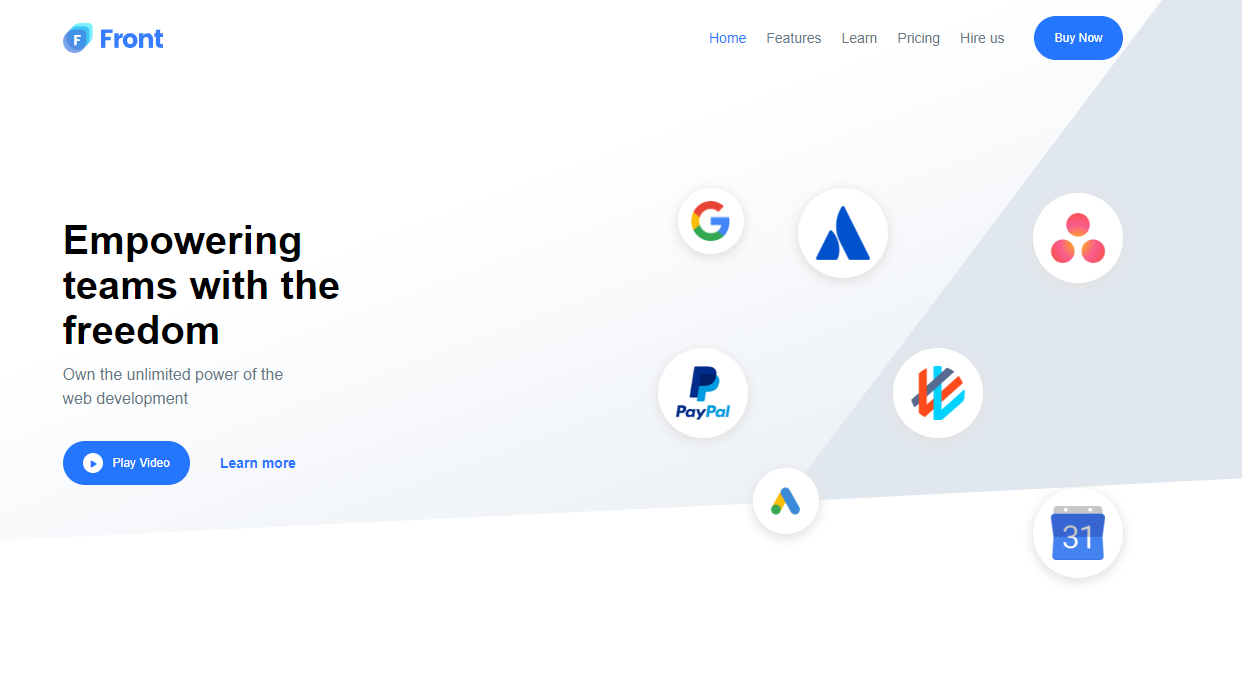 F Front
Home Features Learn Pricing Hire us Buy Now
Empowering
teams with the
freedom
Own the unlimited power of the
web development
Play Video Learn more
G
PayPal
31